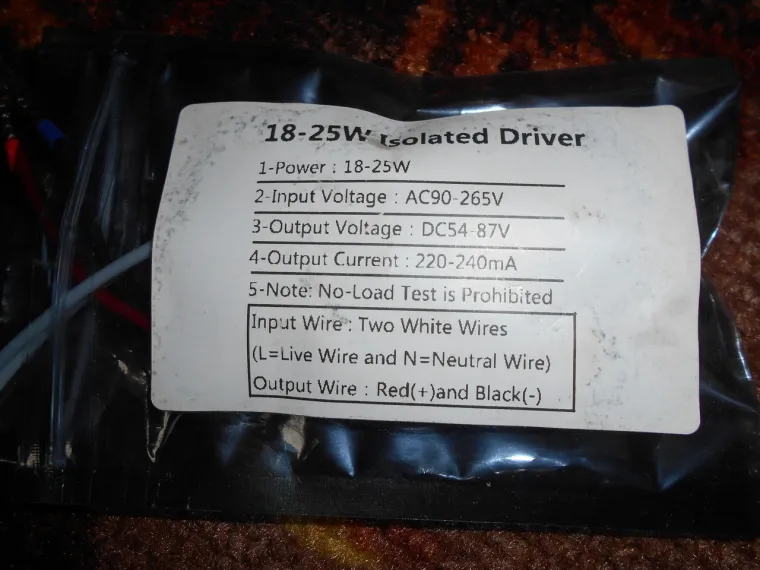 18-25W Isolated Driver
1-Power : 18-25W
2-Input Voltage : AC90-265V
3-Output Voltage : DC54-87V
4-Output Current : 220-240mA
5-Note: No-Load Test is Prohibited
Input Wire : Two White Wires
(L=Live Wire and N=Neutral Wire)
Output Wire : Red(+)and Black(-)